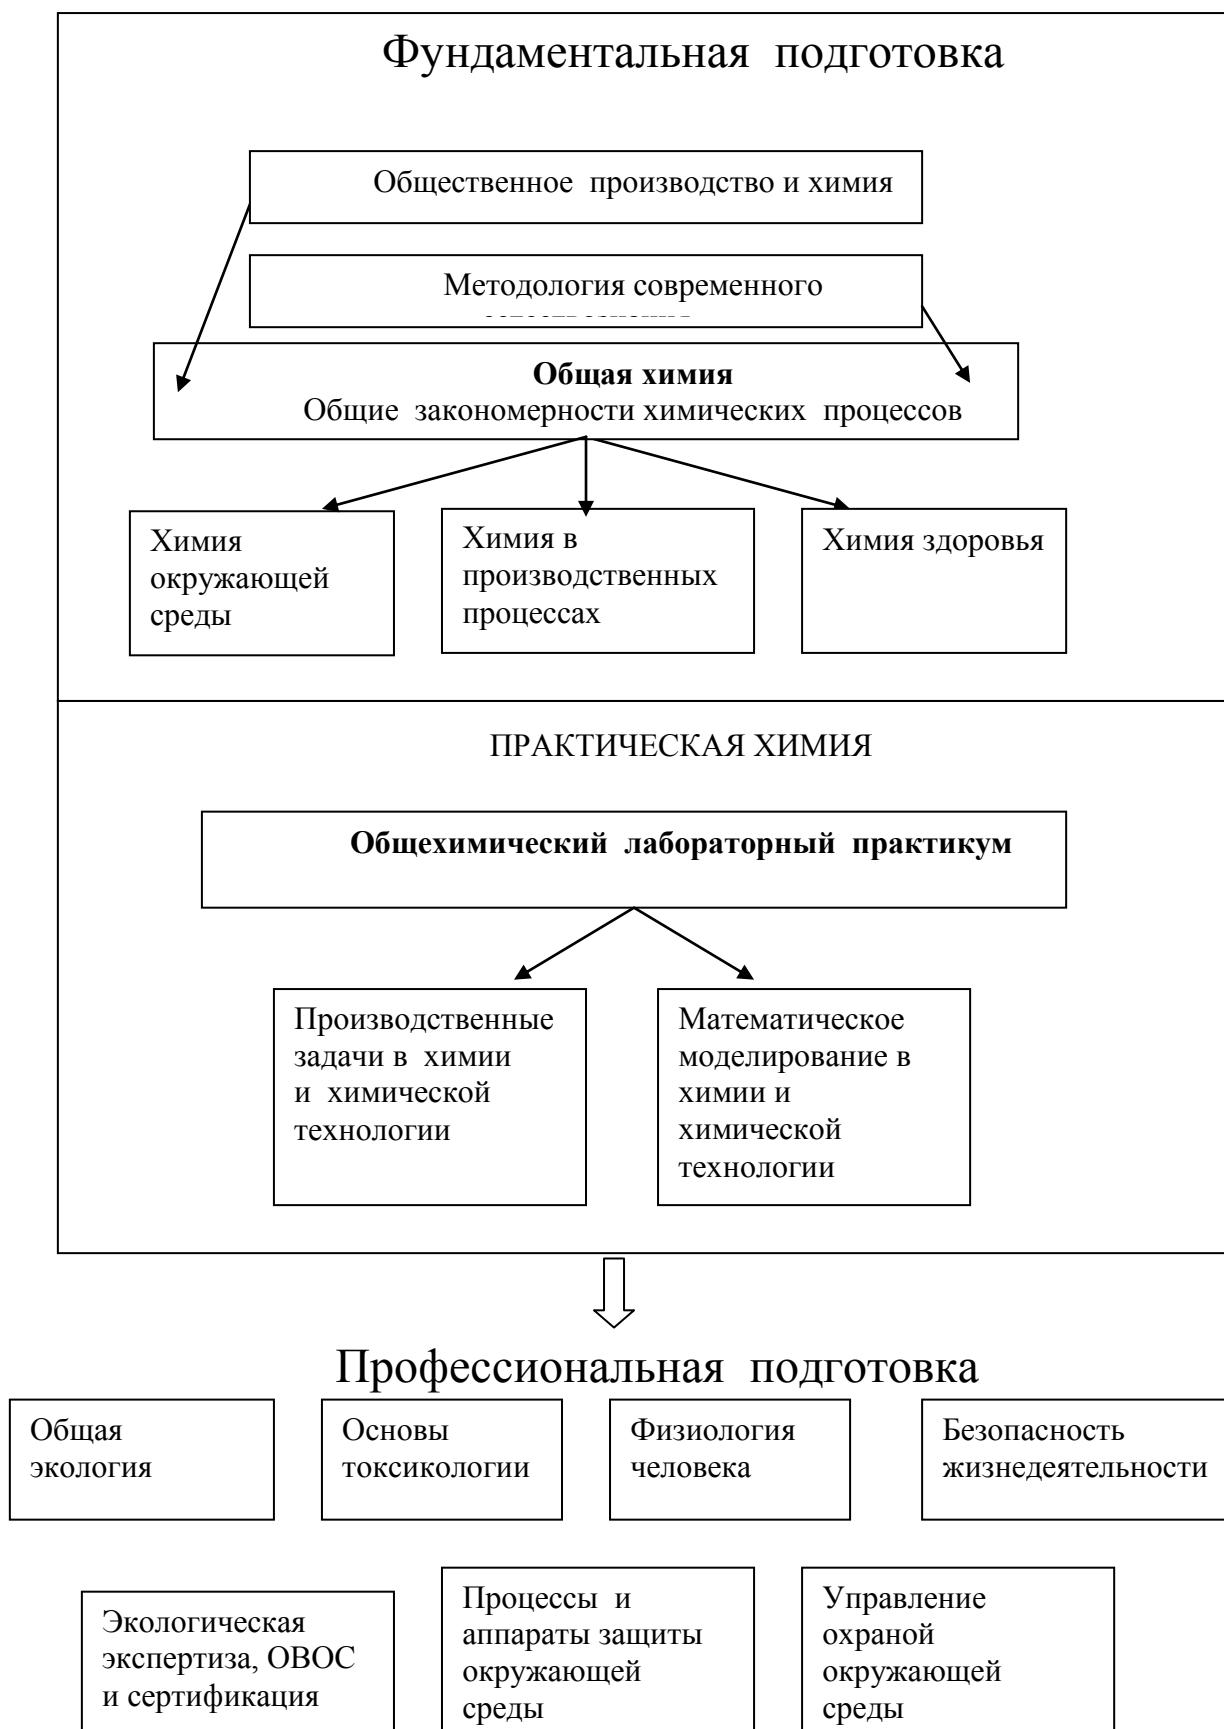 Фундаментальная подготовка
Общественное производство и химия
Методология современного
Общая химия
Общие закономерности химических процессов
Химия
окружающей
среды
Химия в
производственных
процессах
Химия здоровья
ПРАКТИЧЕСКАЯ ХИМИЯ
Общехимический лабораторный практикум
Производственные
задачи в химии
и химической
технологии
Математическое
моделирование в
химии и
химической
технологии
Профессиональная подготовка
Общая
экология
Основы
токсикологии
Физиология
человека
Безопасность
жизнедеятельности
Экологическая
экспертиза, ОВОС
и сертификация
Процессы и
аппараты защиты
окружающей
среды
Управление
охраной
окружающей
среды